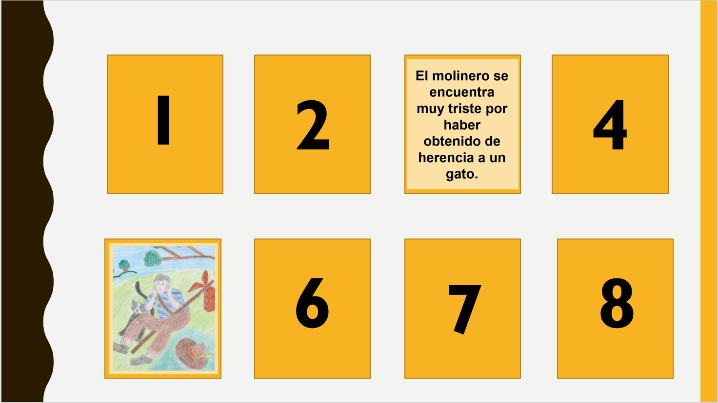 1
2
El molinero se
encuentra
muy triste por
haber
obtenido de
herencia a un
gato.
4
6
7
8